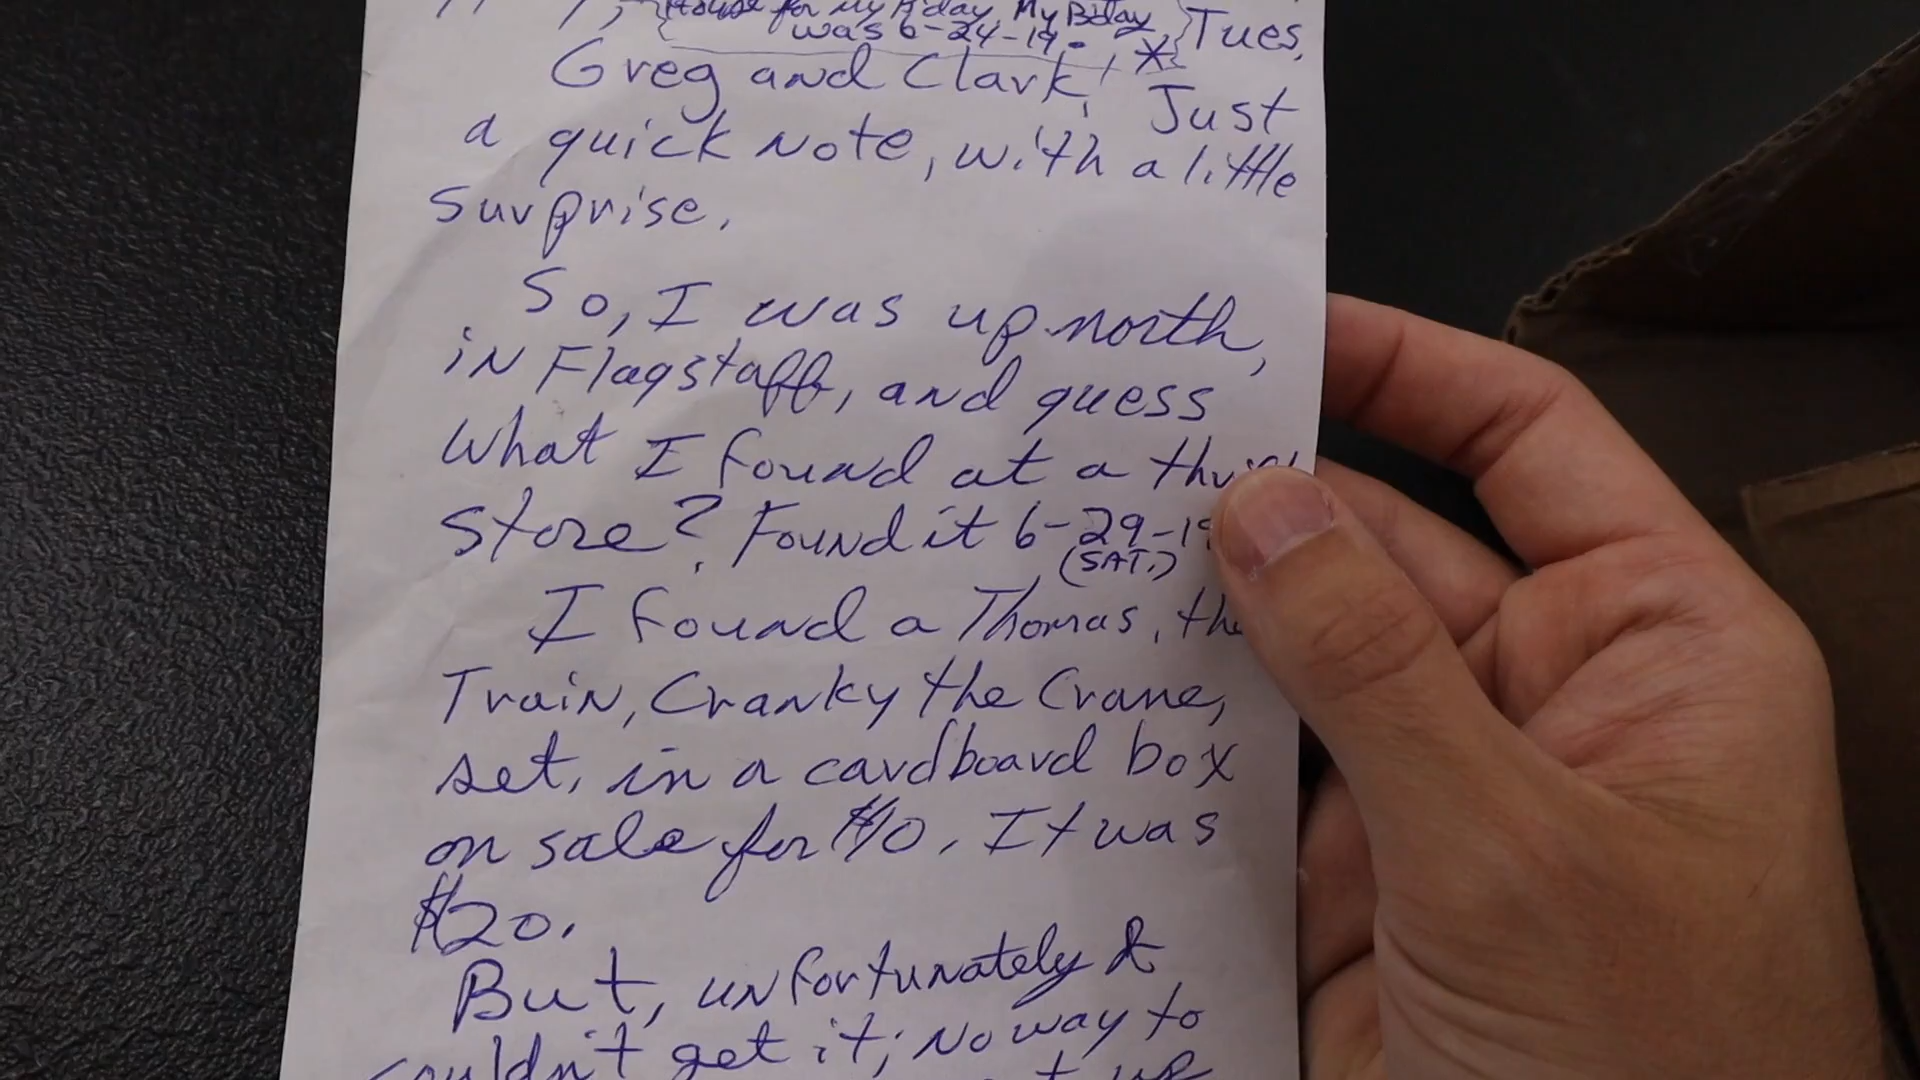 House for my B'day, My B'day
was 6-24-19.
* Tues,
Greg and Clark! Just
a quick note, with a little
surprise.
So, I was up north,
in Flagstaff, and guess
what I found at a
store? Found it 6-29-19
(SAT.)
I found a Thomas, the
Train, Cranky the Crane,
set, in a cardboard box
on sale for $10. It was
$20.
But, unfortunately I
couldn't get it; no way to